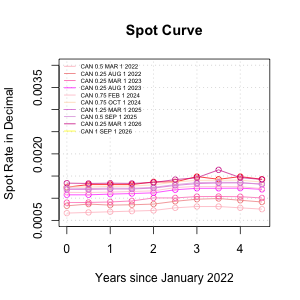 Spot Curve
CAN 0.5 MAR 1 2022
CAN 0.25 AUG 1 2022
CAN 0.25 MAR 1 2023
CAN 0.25 AUG 1 2023
CAN 0.75 FEB 1 2024
CAN 0.75 OCT 1 2024
CAN 1.25 MAR 1 2025
CAN 0.5 SEP 1 2025
CAN 0.25 MAR 1 2026
CAN 1 SEP 1 2026
Spot Rate in Decimal
0.0035
0.0020
0.0005
0 1 2 3 4
Years since January 2022